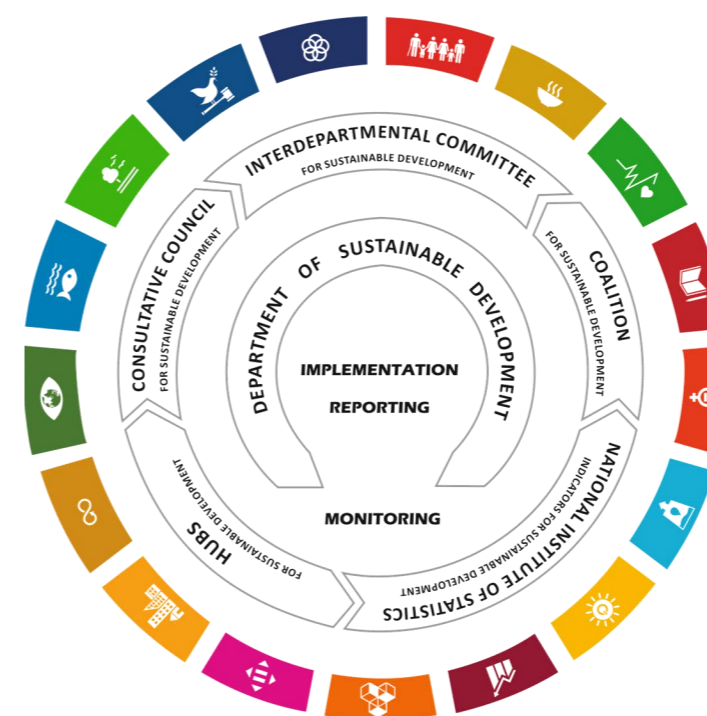 INTERDEPARTMENTAL COMMITTEE
FOR SUSTAINABLE DEVELOPMENT
COALITION
FOR SUSTAINABLE DEVELOPMENT
NATIONAL INSTITUTE OF STATISTICS
INDICATORS FOR SUSTAINABLE DEVELOPMENT
HUBS
FOR SUSTAINABLE DEVELOPMENT
CONSULTATIVE COUNCIL
FOR SUSTAINABLE DEVELOPMENT
DEPARTMENT OF SUSTAINABLE DEVELOPMENT
IMPLEMENTATION
REPORTING
MONITORING